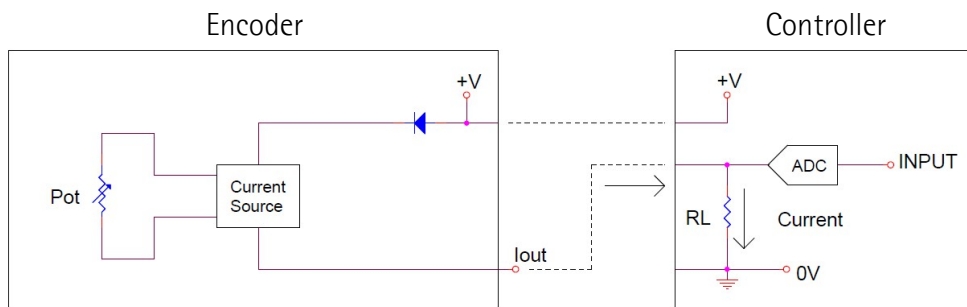 Encoder
Controller
+V
+V
Pot
Current
Source
ADC
INPUT
RL
Current
Iout
0V